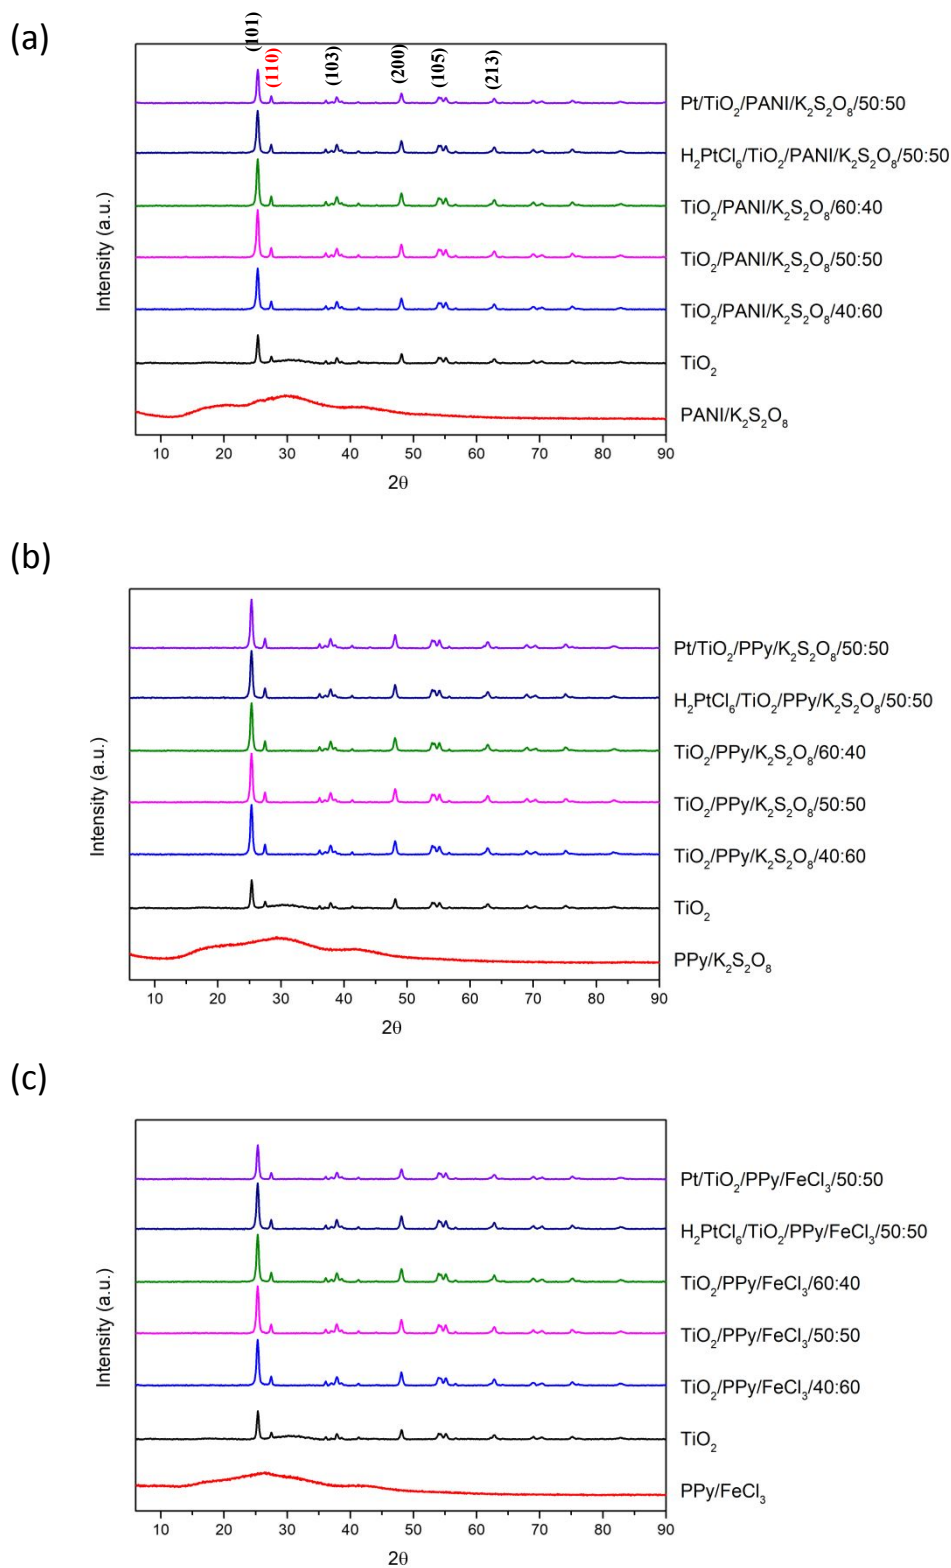 (a)
(101)
(110)
(103)
(200)
(105)
(213)
Pt/TiO₂/PANI/K₂S₂O₈/50:50
H₂PtCl₆/TiO₂/PANI/K₂S₂O₈/50:50
TiO₂/PANI/K₂S₂O₈/60:40
TiO₂/PANI/K₂S₂O₈/50:50
TiO₂/PANI/K₂S₂O₈/40:60
TiO₂
PANI/K₂S₂O₈
Intensity (a.u.)
10 20 30 40 50 60 70 80 90
2θ
(b)
Pt/TiO₂/PPy/K₂S₂O₈/50:50
H₂PtCl₆/TiO₂/PPy/K₂S₂O₈/50:50
TiO₂/PPy/K₂S₂O₈/60:40
TiO₂/PPy/K₂S₂O₈/50:50
TiO₂/PPy/K₂S₂O₈/40:60
TiO₂
PPy/K₂S₂O₈
Intensity (a.u.)
10 20 30 40 50 60 70 80 90
2θ
(c)
Pt/TiO₂/PPy/FeCl₃/50:50
H₂PtCl₆/TiO₂/PPy/FeCl₃/50:50
TiO₂/PPy/FeCl₃/60:40
TiO₂/PPy/FeCl₃/50:50
TiO₂/PPy/FeCl₃/40:60
TiO₂
PPy/FeCl₃
Intensity (a.u.)
10 20 30 40 50 60 70 80 90
2θ